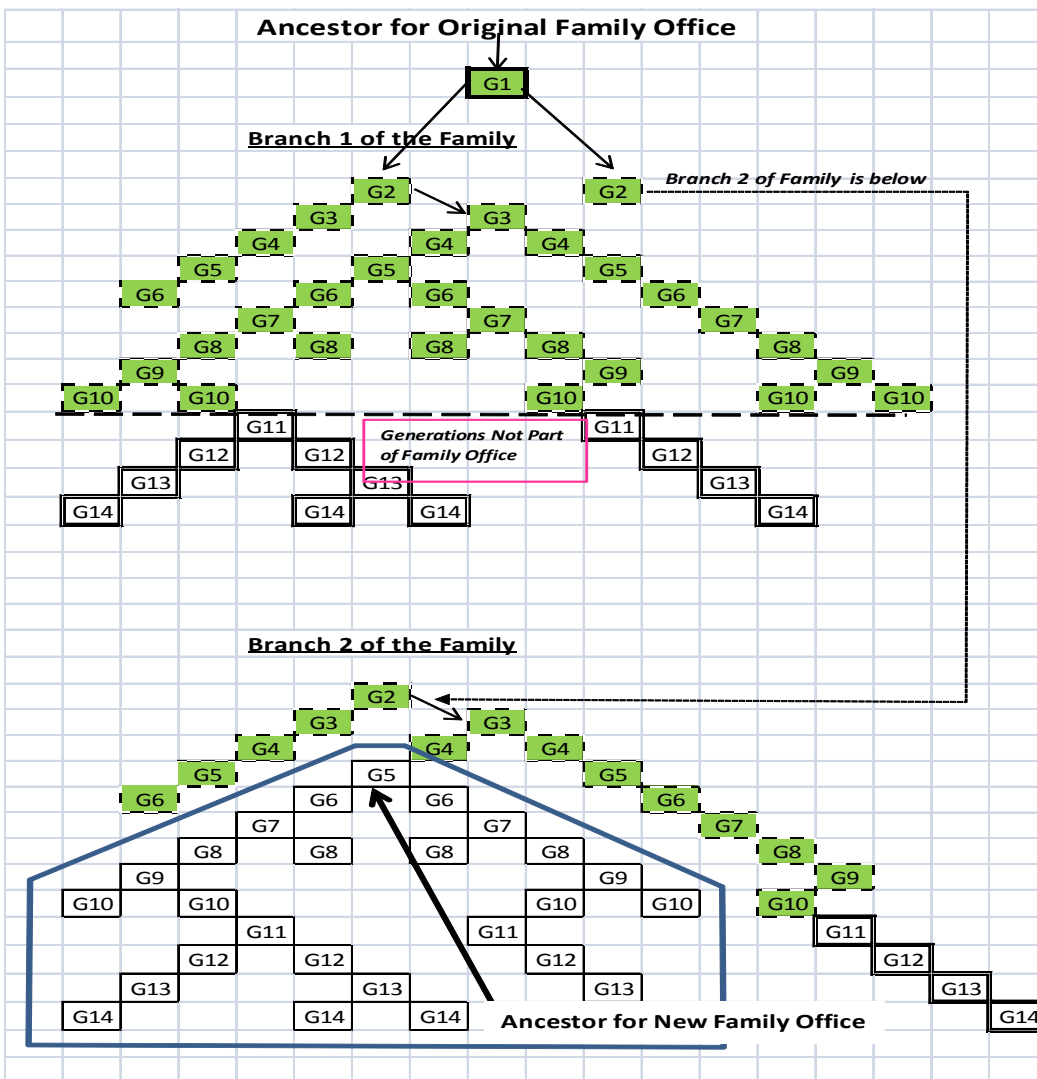 Ancestor for Original Family Office
G1
Branch 1 of the Family
G2 G2 Branch 2 of Family is below
G3 G3
G4 G4 G4
G5 G5 G5
G6 G6 G6 G6
G7 G7 G7
G8 G8 G8 G8 G8
G9 G9 G9
G10 G10 G10 G10 G10
G11 Generations Not Part G11
G12 G12 of Family Office G12
G13 G13 G13
G14 G14 G14 G14
Branch 2 of the Family
G2
G3 G3
G4 G4 G4
G5 G5 G5
G6 G6 G6 G6
G7 G7 G7
G8 G8 G8 G8 G8
G9 G9 G9
G10 G10 G10 G10 G10
G11 G11 G11
G12 G12 G12 G12
G13 G13 G13 G13
G14 G14 G14 Ancestor for New Family Office G14